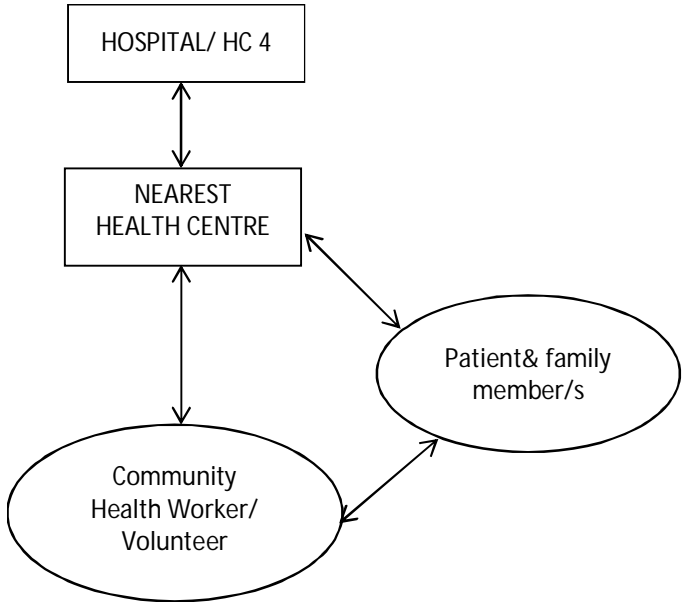 HOSPITAL/ HC 4
NEAREST
HEALTH CENTRE
Patient& family
member/s
Community
Health Worker/
Volunteer